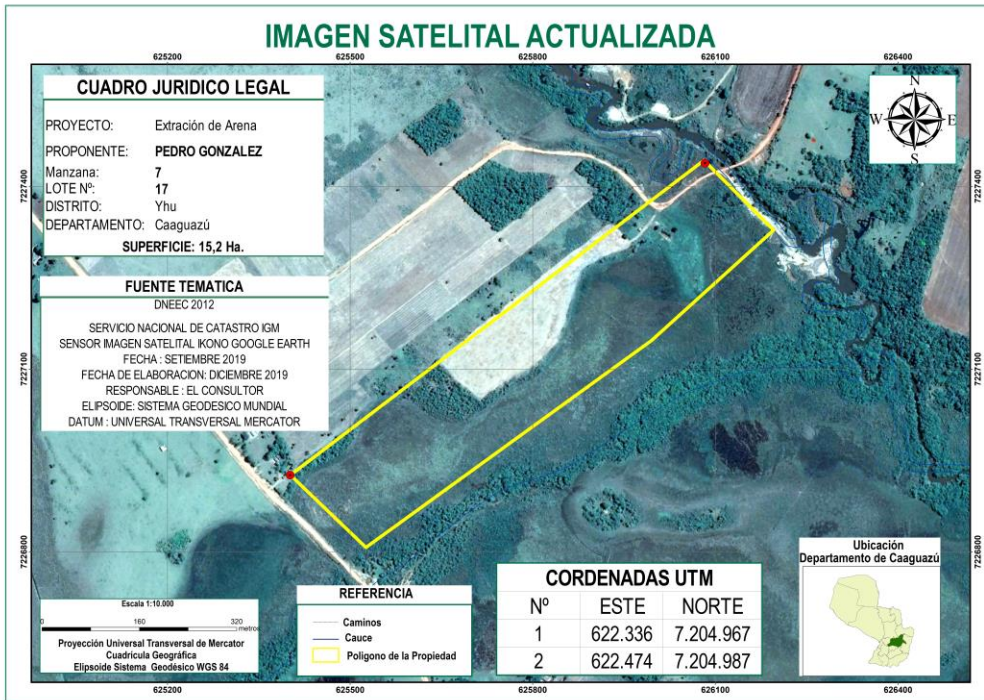 IMAGEN SATELITAL ACTUALIZADA
625200 625500 625800 626100 626400
CUADRO JURIDICO LEGAL
PROYECTO: Extración de Arena
PROPONENTE: PEDRO GONZALEZ
Manzana: 7
LOTE Nº: 17
DISTRITO: Yhu
DEPARTAMENTO: Caaguazú
SUPERFICIE: 15,2 Ha.
N
W E
S
7227400 7227400
FUENTE TEMATICA
DNEEC 2012
SERVICIO NACIONAL DE CATASTRO IGM
SENSOR IMAGEN SATELITAL IKONO GOOGLE EARTH
FECHA : SETIEMBRE 2019
FECHA DE ELABORACION: DICIEMBRE 2019
RESPONSABLE : EL CONSULTOR
ELIPSOIDE: SISTEMA GEODESICO MUNDIAL
DATUM : UNIVERSAL TRANSVERSAL MERCATOR
7227100 7227100
7226800 7226800
Escala 1:10.000
0 160 320
metros
Proyección Universal Transversal de Mercator
Cuadricula Geográfica
Elipsoide Sistema Geodésico WGS 84
REFERENCIA
Caminos
Cauce
Poligono de la Propiedad
CORDENADAS UTM
Nº ESTE NORTE
1 622.336 7.204.967
2 622.474 7.204.987
Ubicación
Departamento de Caaguazú
625200 625500 625800 626100 626400